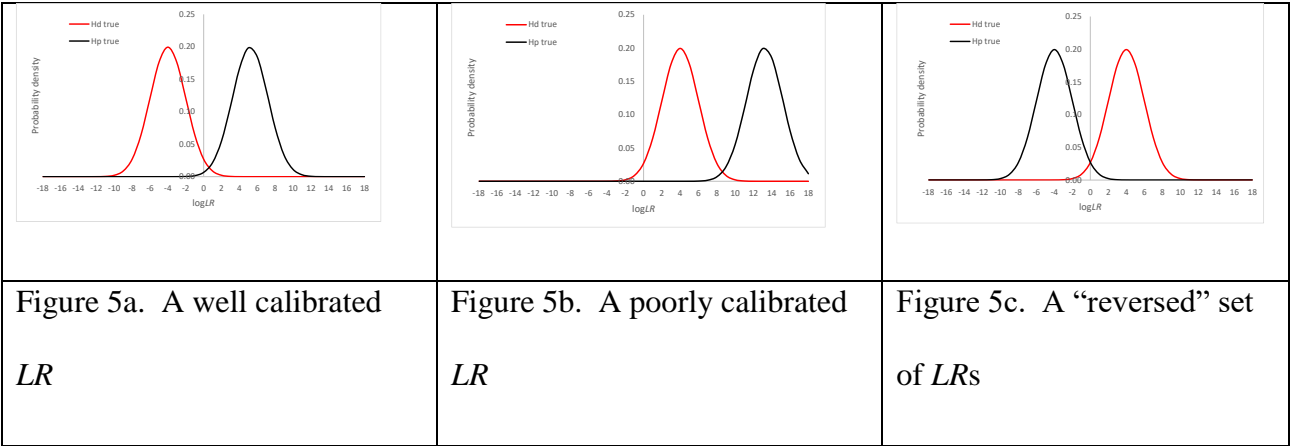 Hd true
Hp true
Probability density
0.25
0.20
0.15
0.10
0.05
0.00
-18 -16 -14 -12 -10 -8 -6 -4 -2 0 2 4 6 8 10 12 14 16 18
logLR
Figure 5a. A well calibrated
LR
Hd true
Hp true
Probability density
0.25
0.20
0.15
0.10
0.05
0.00
-18 -16 -14 -12 -10 -8 -6 -4 -2 0 2 4 6 8 10 12 14 16 18
logLR
Figure 5b. A poorly calibrated
LR
Hd true
Hp true
Probability density
0.25
0.20
0.15
0.10
0.05
0.00
-18 -16 -14 -12 -10 -8 -6 -4 -2 0 2 4 6 8 10 12 14 16 18
logLR
Figure 5c. A “reversed” set
of LRs